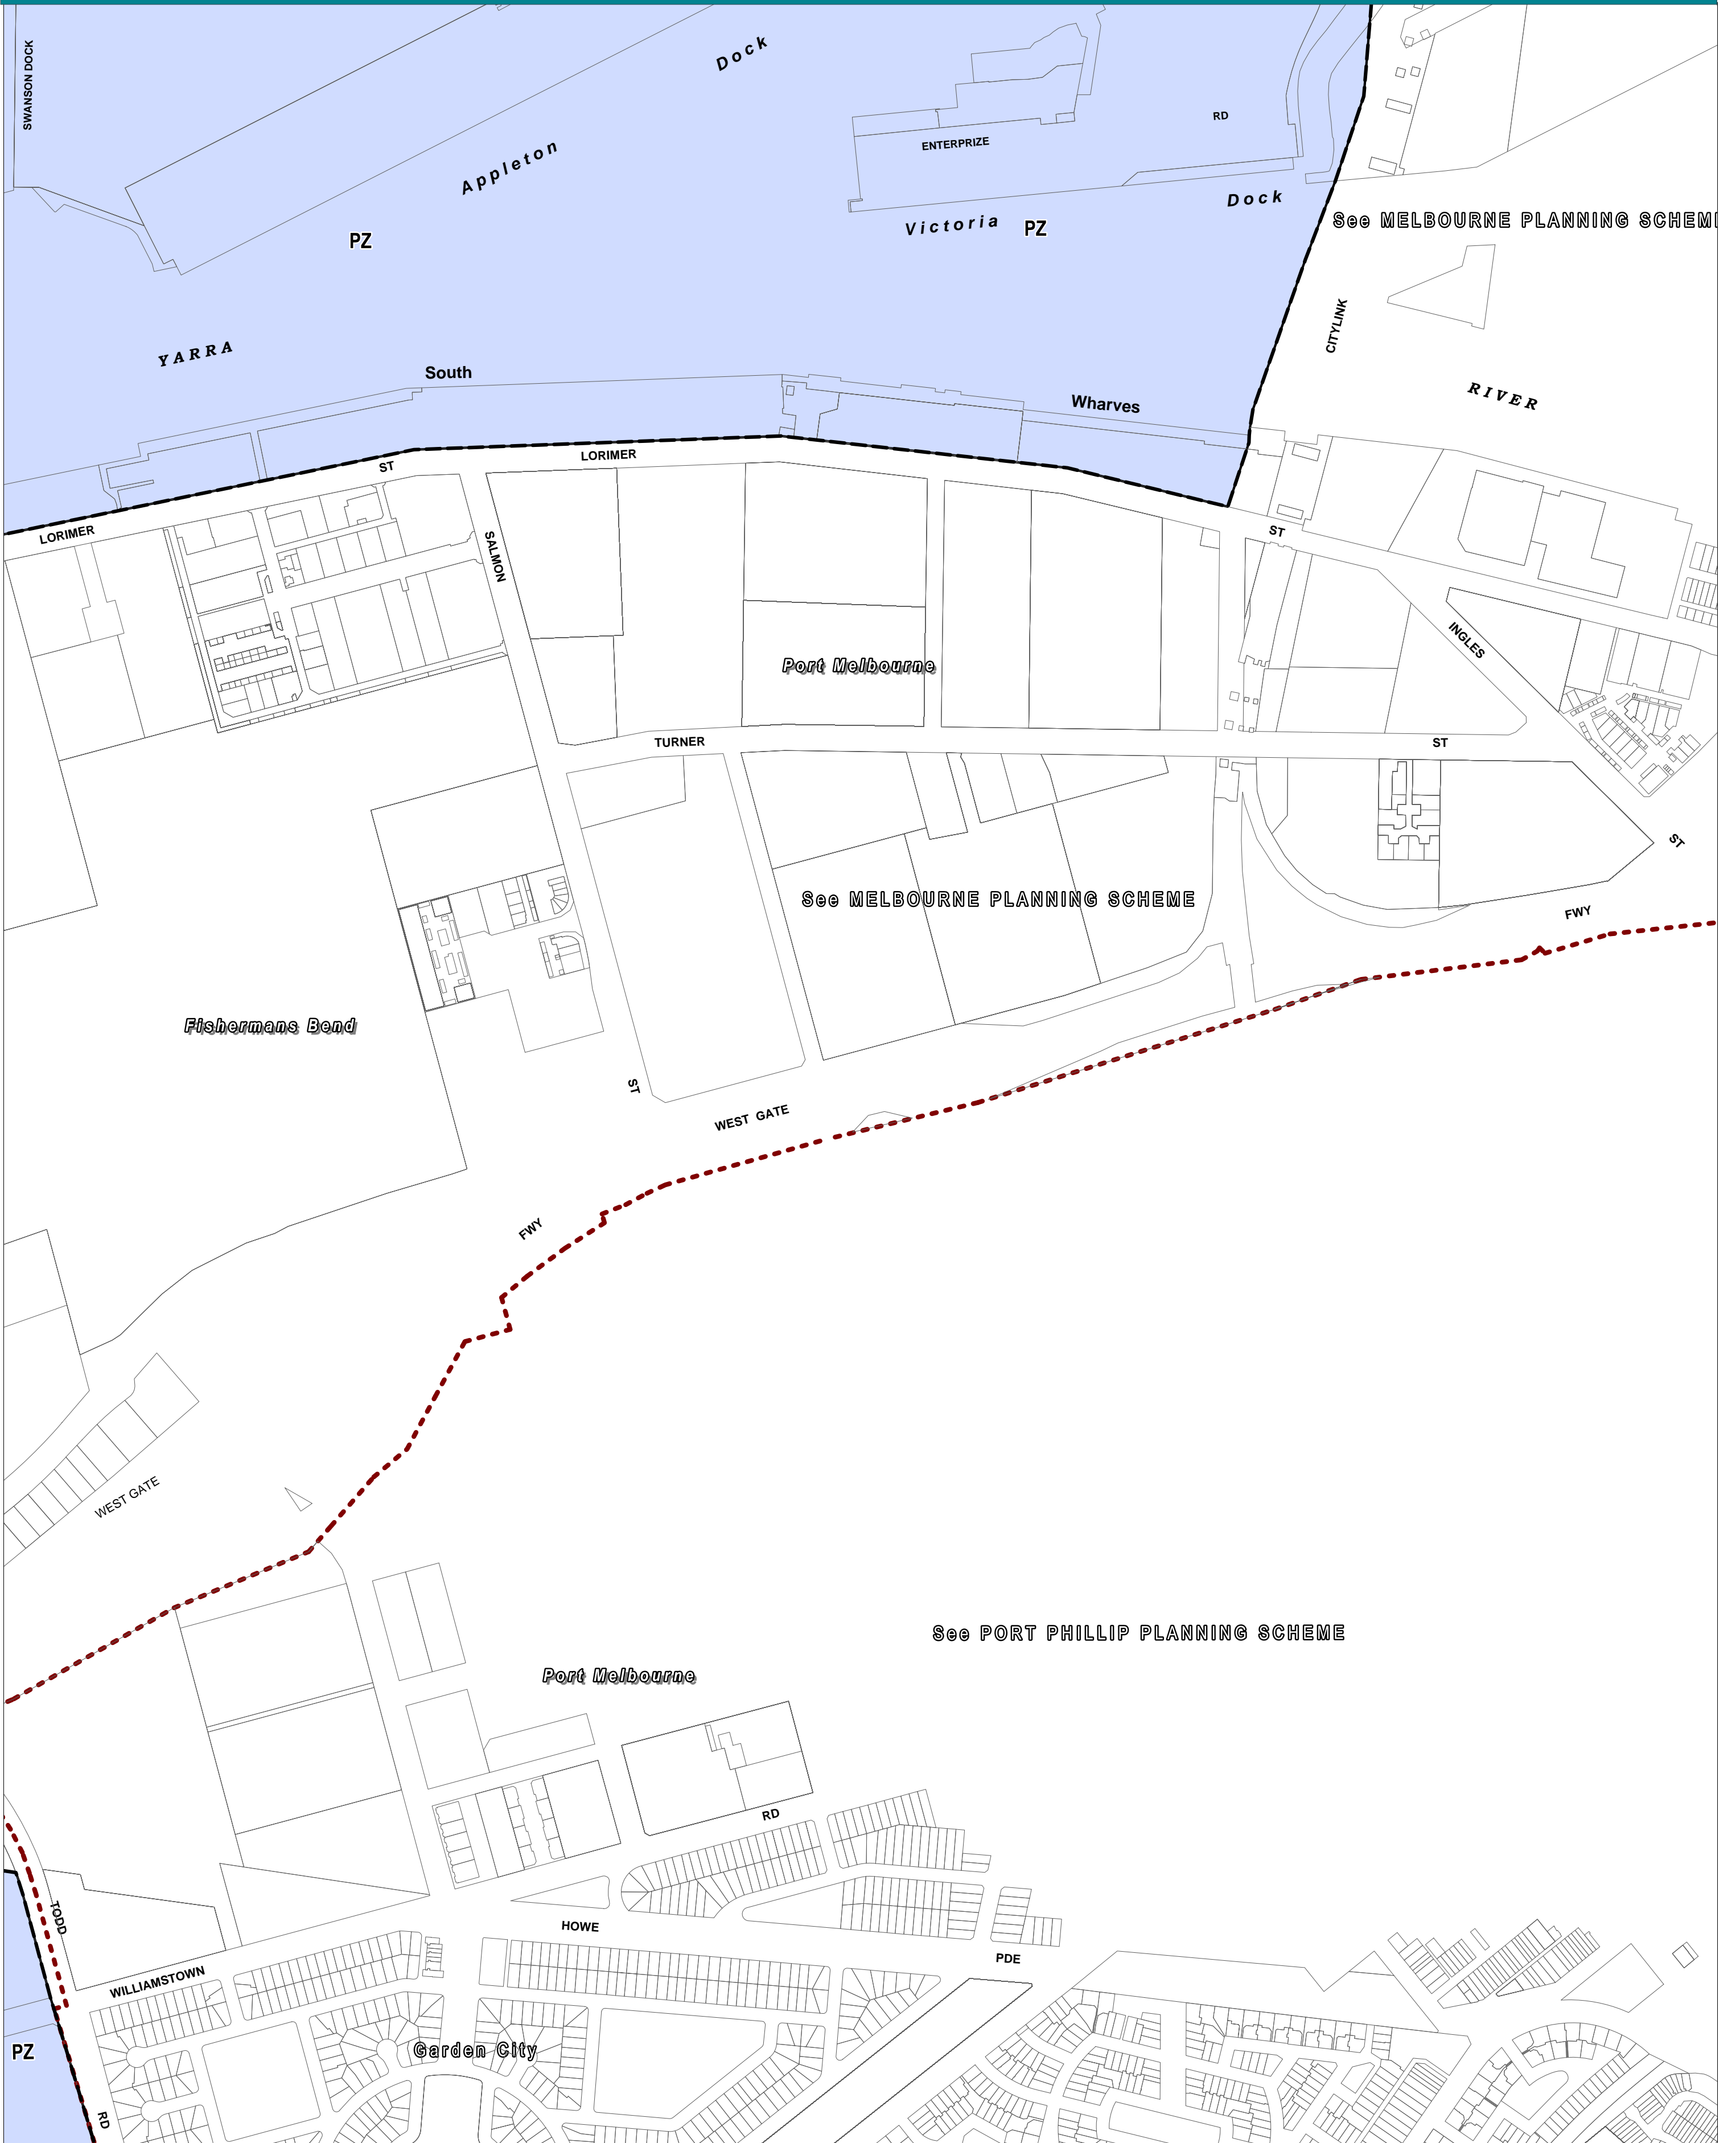 SWANSON DOCK
Dock
Appleton
RD
ENTERPRIZE
Dock
Victoria
PZ
PZ
See MELBOURNE PLANNING SCHEM
CITYLINK
YARRA
South
RIVER
Wharves
LORIMER
ST
LORIMER
ST
SALMON
INGLES
Port Melbourne
TURNER
ST
ST
See MELBOURNE PLANNING SCHEME
FWY
Fishermans Bend
ST
WEST GATE
FWY
WEST GATE
See PORT PHILLIP PLANNING SCHEME
Port Melbourne
RD
TODD
HOWE
PDE
WILLIAMSTOWN
Garden City
PZ
RD